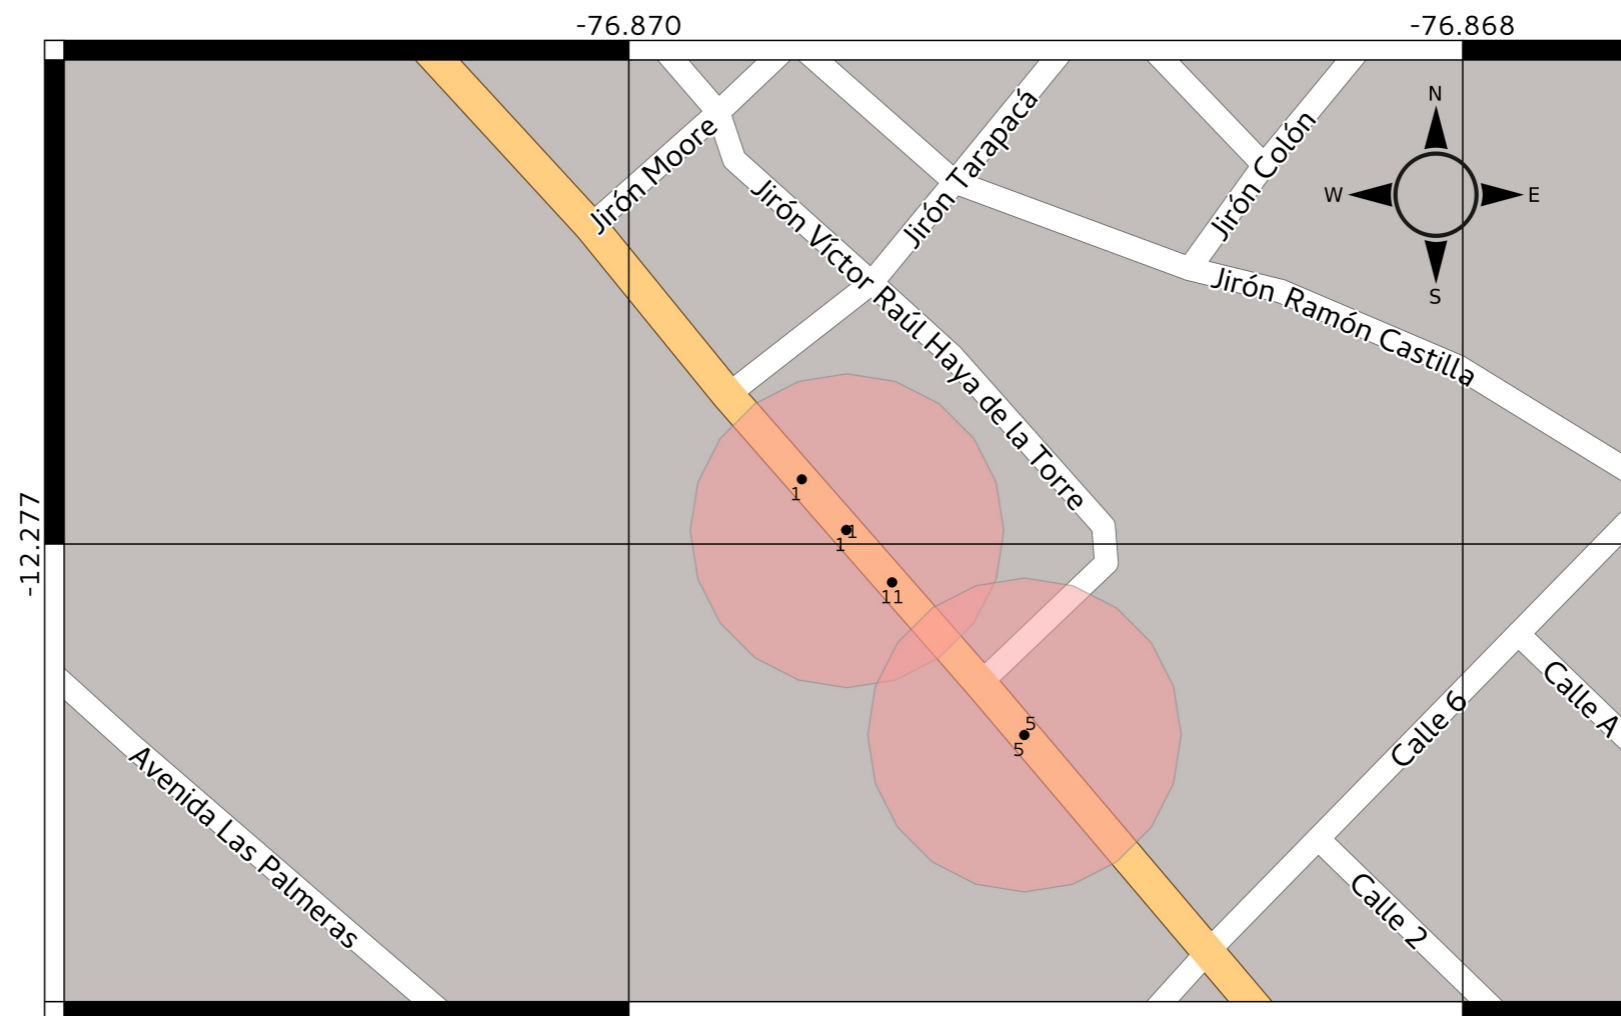 -76.870
-76.868
N
W
E
S
Jirón Moore
Jirón Tarapacá
Jirón Colón
Jirón Víctor Raúl Haya de la Torre
Jirón Ramón Castilla
-12.277
1
1
1
11
5
5
Calle 6
Calle A
Calle 2
Avenida Las Palmeras